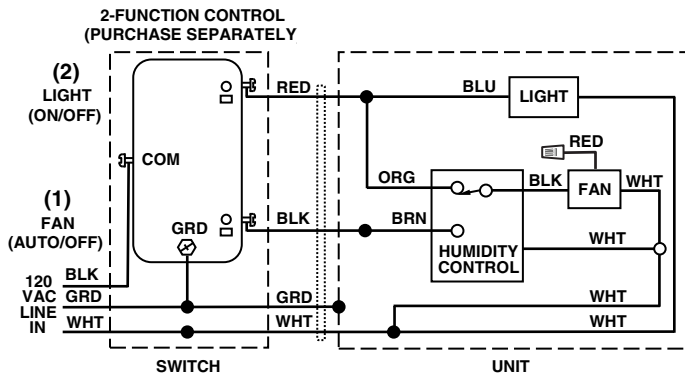 2-FUNCTION CONTROL
(PURCHASE SEPARATELY
(2)
LIGHT
(ON/OFF)
RED
BLU
LIGHT
COM
RED
ORG
BLK
FAN
WHT
(1)
FAN
(AUTO/OFF)
GRD
BLK
BRN
HUMIDITY
CONTROL
WHT
120
VAC
LINE
IN
BLK
GRD
GRD
WHT
WHT
WHT
WHT
SWITCH
UNIT